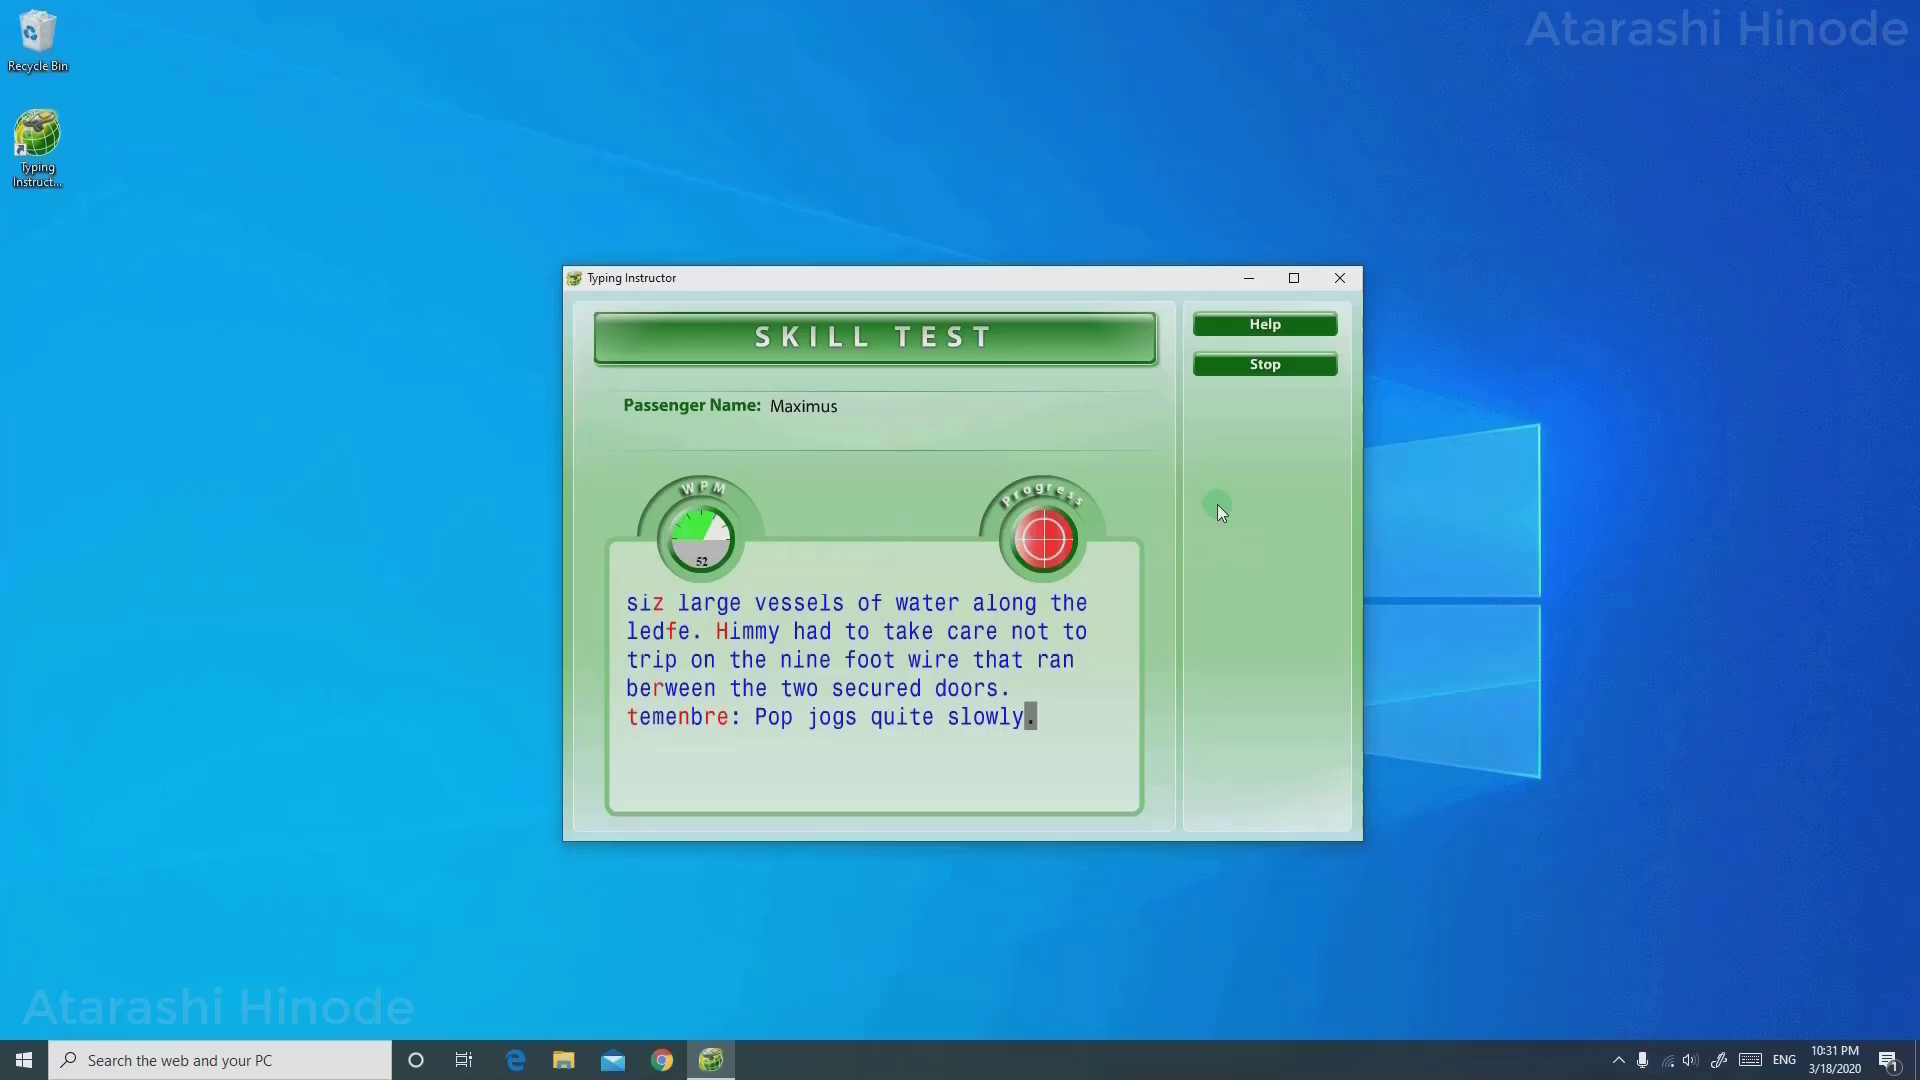 Atarashi Hinode
Recycle Bin
Typing
Instruct...
Typing Instructor
SKILL TEST
Help
Stop
Passenger Name: Maximus
WPM
52
Progress
siz large vessels of water along the
ledfe. Himmy had to take care not to
trip on the nine foot wire that ran
berween the two secured doors.
temenbre: Pop jogs quite slowly.
Atarashi Hinode
Search the web and your PC
ENG
10:31 PM
3/18/2020
1